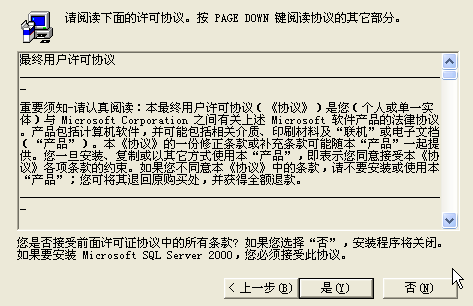 请阅读下面的许可协议。按 PAGE DOWN 键阅读协议的其它部分。
最终用户许可协议
重要须知-请认真阅读：本最终用户许可协议（《协议》）是您（个人或单一实
体）与 Microsoft Corporation 之间有关上述 Microsoft 软件产品的法律协议
。产品包括计算机软件，并可能包括相关介质、印刷材料及“联机”或电子文档
（“产品”）。本《协议》的一份修正条款或补充条款可能随本“产品”一起提
供。您一旦安装、复制或以其它方式使用本“产品”，即表示您同意接受本《协
议》各项条款的约束。如果您不同意本《协议》中的条款，请不要安装或使用本
“产品”；您可将其退回原购买处，并获得全额退款。
您是否接受前面许可证协议中的所有条款？如果您选择“否”，安装程序将关闭。
如果要安装 Microsoft SQL Server 2000，您必须接受此协议。
< 上一步(B) 是(Y) 否(N)